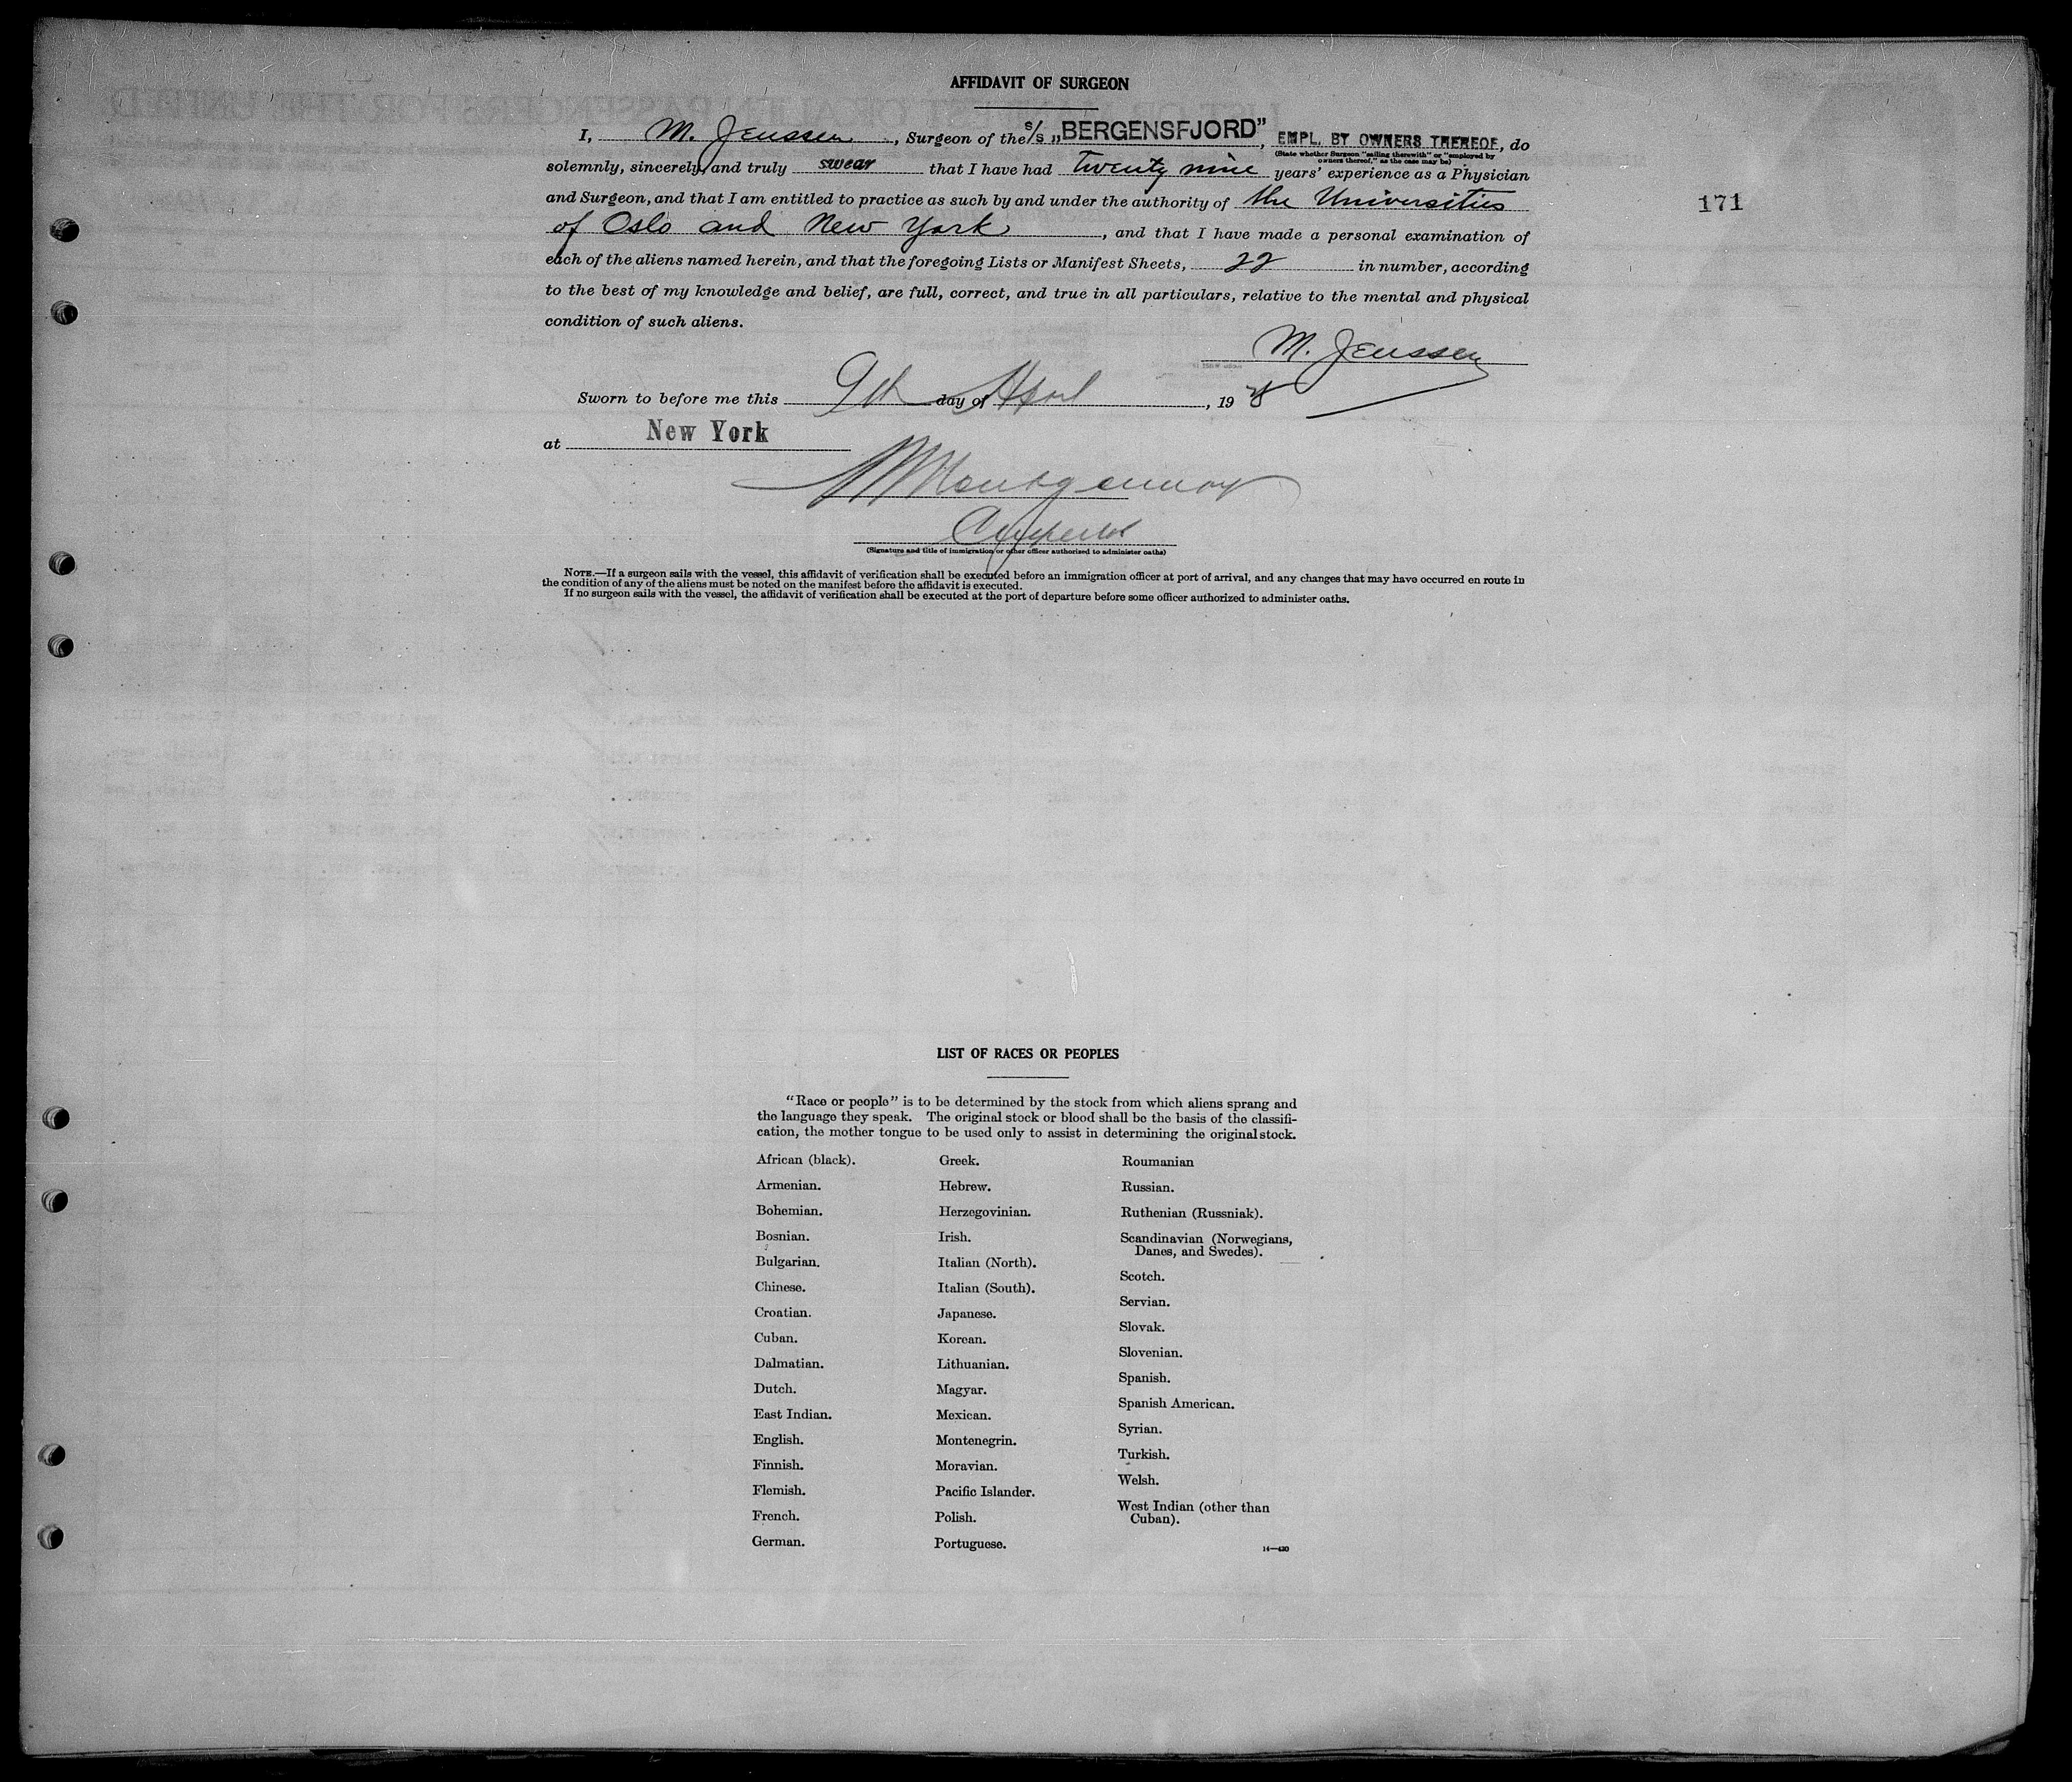 AFFIDAVIT OF SURGEON
I, M. Jenssen, Surgeon of the s/s „BERGENSFJORD”, EMPL. BY OWNERS THEREOF, do
(State whether Surgeon "sailing therewith" or "employed by
owners thereof," as the case may be)
solemnly, sincerely, and truly swear that I have had twenty nine years' experience as a Physician
and Surgeon, and that I am entitled to practice as such by and under the authority of the Universities
of Oslo and New York, and that I have made a personal examination of
each of the aliens named herein, and that the foregoing Lists or Manifest Sheets, 22 in number, according
to the best of my knowledge and belief, are full, correct, and true in all particulars, relative to the mental and physical
condition of such aliens.
171
M. Jenssen
Sworn to before me this 9th day of April, 1928
at New York
Montgomery
(Signature and title of immigration or other officer authorized to administer oaths)
NOTE.—If a surgeon sails with the vessel, this affidavit of verification shall be executed before an immigration officer at port of arrival, and any changes that may have occurred en route in
the condition of any of the aliens must be noted on the manifest before the affidavit is executed.
If no surgeon sails with the vessel, the affidavit of verification shall be executed at the port of departure before some officer authorized to administer oaths.
LIST OF RACES OR PEOPLES
"Race or people" is to be determined by the stock from which aliens sprang and
the language they speak. The original stock or blood shall be the basis of the classifi-
cation, the mother tongue to be used only to assist in determining the original stock.
African (black).
Armenian.
Bohemian.
Bosnian.
Bulgarian.
Chinese.
Croatian.
Cuban.
Dalmatian.
Dutch.
East Indian.
English.
Finnish.
Flemish.
French.
German.
Greek.
Hebrew.
Herzegovinian.
Irish.
Italian (North).
Italian (South).
Japanese.
Korean.
Lithuanian.
Magyar.
Mexican.
Montenegrin.
Moravian.
Pacific Islander.
Polish.
Portuguese.
Roumanian
Russian.
Ruthenian (Russniak).
Scandinavian (Norwegians,
Danes, and Swedes).
Scotch.
Servian.
Slovak.
Slovenian.
Spanish.
Spanish American.
Syrian.
Turkish.
Welsh.
West Indian (other than
Cuban).
14—430